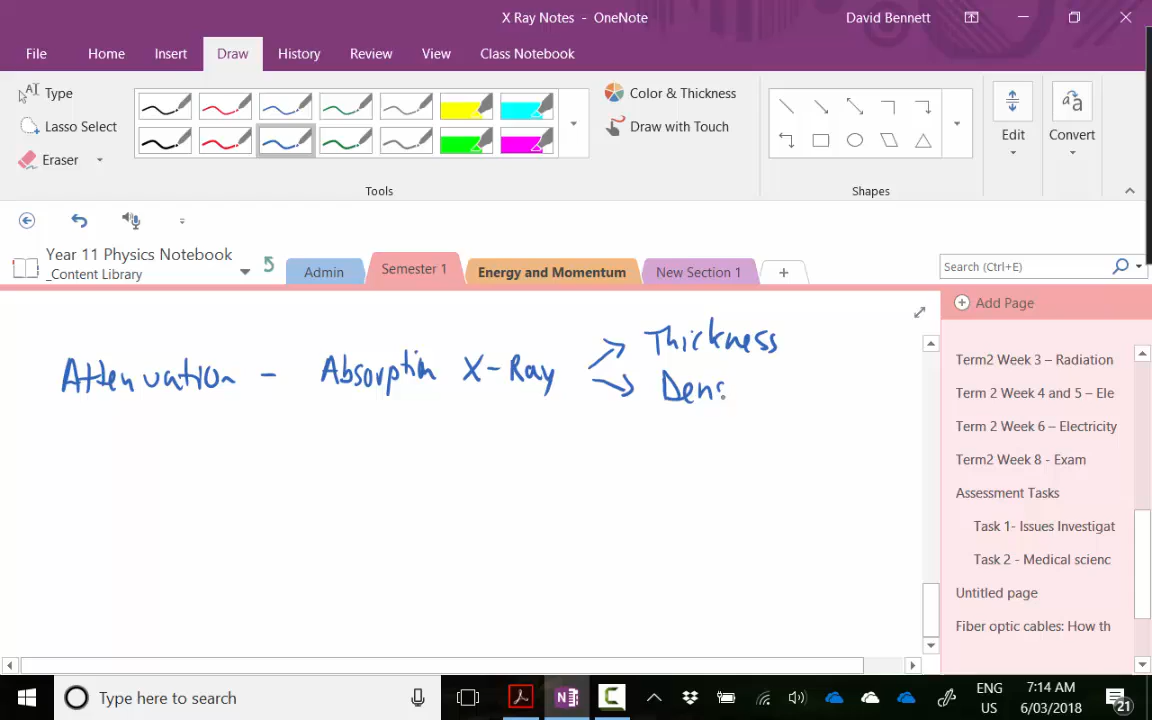 X Ray Notes - OneNote
David Bennett
File Home Insert Draw History Review View Class Notebook
Type
Lasso Select
Eraser
Tools
Color & Thickness
Draw with Touch
Shapes
Edit
Convert
Year 11 Physics Notebook
_Content Library
Admin Semester 1 Energy and Momentum New Section 1 +
Search (Ctrl+E)
Add Page
Term2 Week 3 – Radiation
Term 2 Week 4 and 5 – Ele
Term 2 Week 6 – Electricity
Term2 Week 8 - Exam
Assessment Tasks
Task 1- Issues Investigat
Task 2 - Medical scienc
Untitled page
Fiber optic cables: How th
Thickness
Attenuation - Absorption X-Ray
Dens
Type here to search
ENG
US
7:14 AM
6/03/2018
21